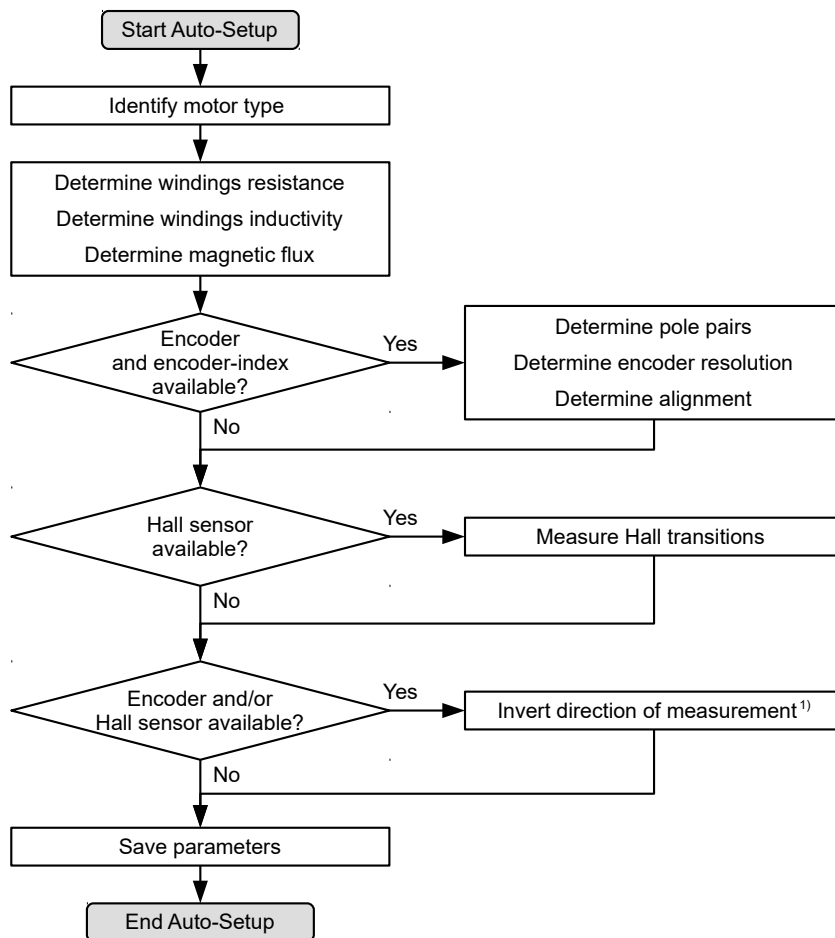 Start Auto-Setup
Identify motor type
Determine windings resistance
Determine windings inductivity
Determine magnetic flux
Encoder
and encoder-index
available?
Yes
Determine pole pairs
Determine encoder resolution
Determine alignment
No
Hall sensor
available?
Yes
Measure Hall transitions
No
Encoder and/or
Hall sensor available?
Yes
Invert direction of measurement 1)
No
Save parameters
End Auto-Setup